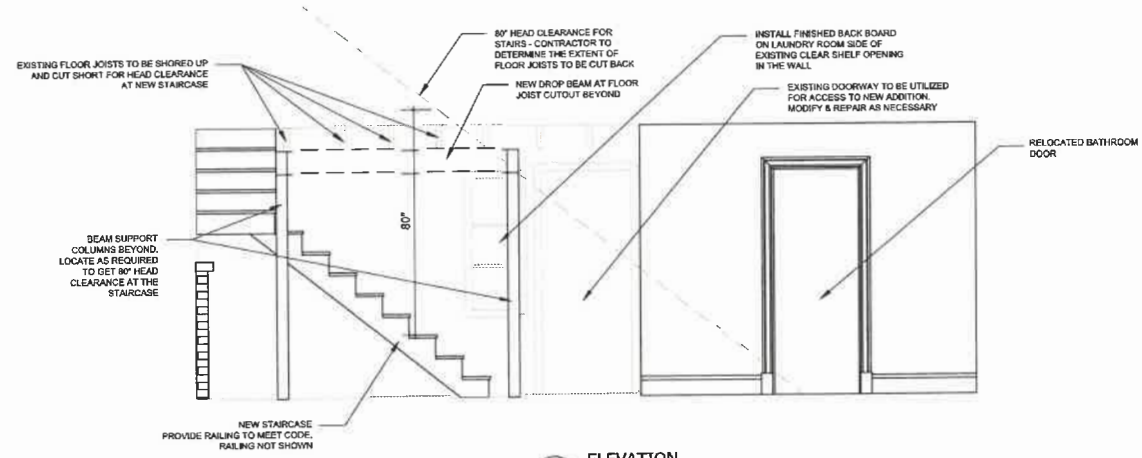 80" HEAD CLEARANCE FOR
STAIRS - CONTRACTOR TO
DETERMINE THE EXTENT OF
FLOOR JOISTS TO BE CUT BACK
INSTALL FINISHED BACK BOARD
ON LAUNDRY ROOM SIDE OF
EXISTING CLEAR SHELF OPENING
IN THE WALL
EXISTING FLOOR JOISTS TO BE SHORED UP
AND CUT SHORT FOR HEAD CLEARANCE
AT NEW STAIRCASE
NEW DROP BEAM AT FLOOR
JOIST CUTOUT BEYOND
EXISTING DOORWAY TO BE UTILIZED
FOR ACCESS TO NEW ADDITION.
MODIFY & REPAIR AS NECESSARY
RELOCATED BATHROOM
DOOR
80"
BEAM SUPPORT
COLUMNS BEYOND.
LOCATE AS REQUIRED
TO GET 80" HEAD
CLEARANCE AT THE
STAIRCASE
NEW STAIRCASE
PROVIDE RAILING TO MEET CODE.
RAILING NOT SHOWN
ELEVATION